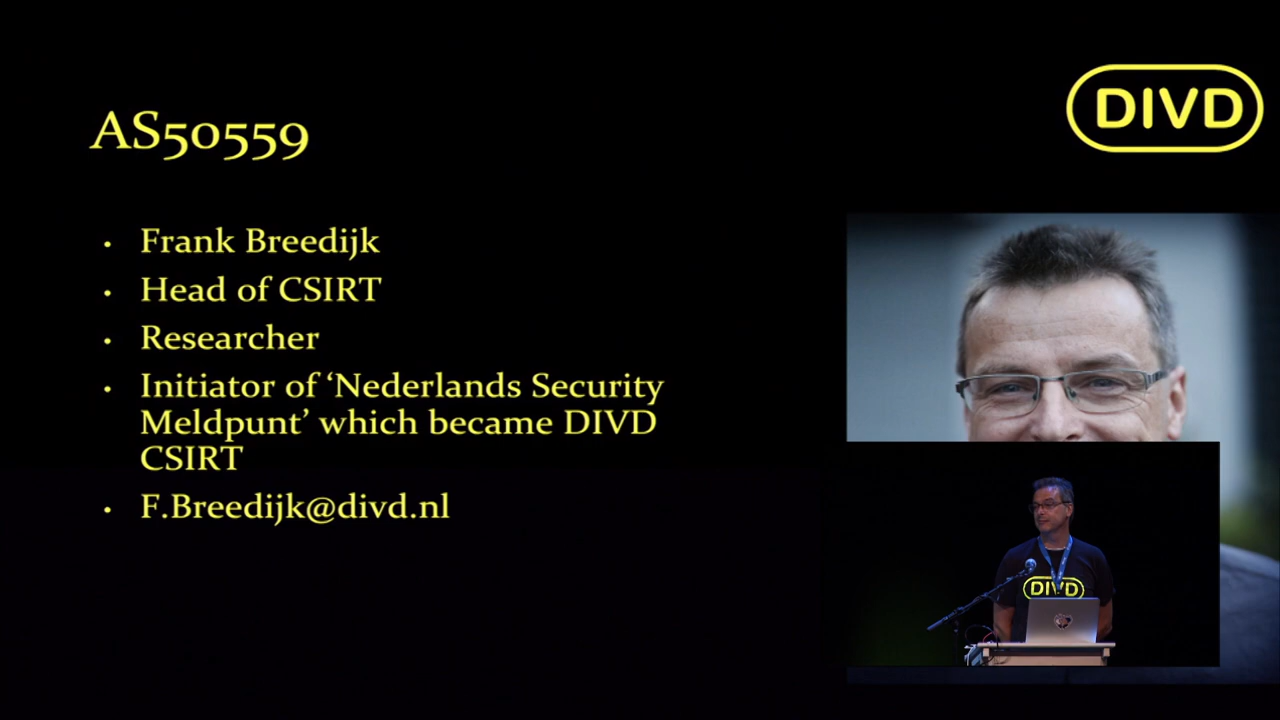 AS50559
DIVD
• Frank Breedijk
• Head of CSIRT
• Researcher
• Initiator of ‘Nederlands Security
Meldpunt’ which became DIVD
CSIRT
• F.Breedijk@divd.nl
DIVD